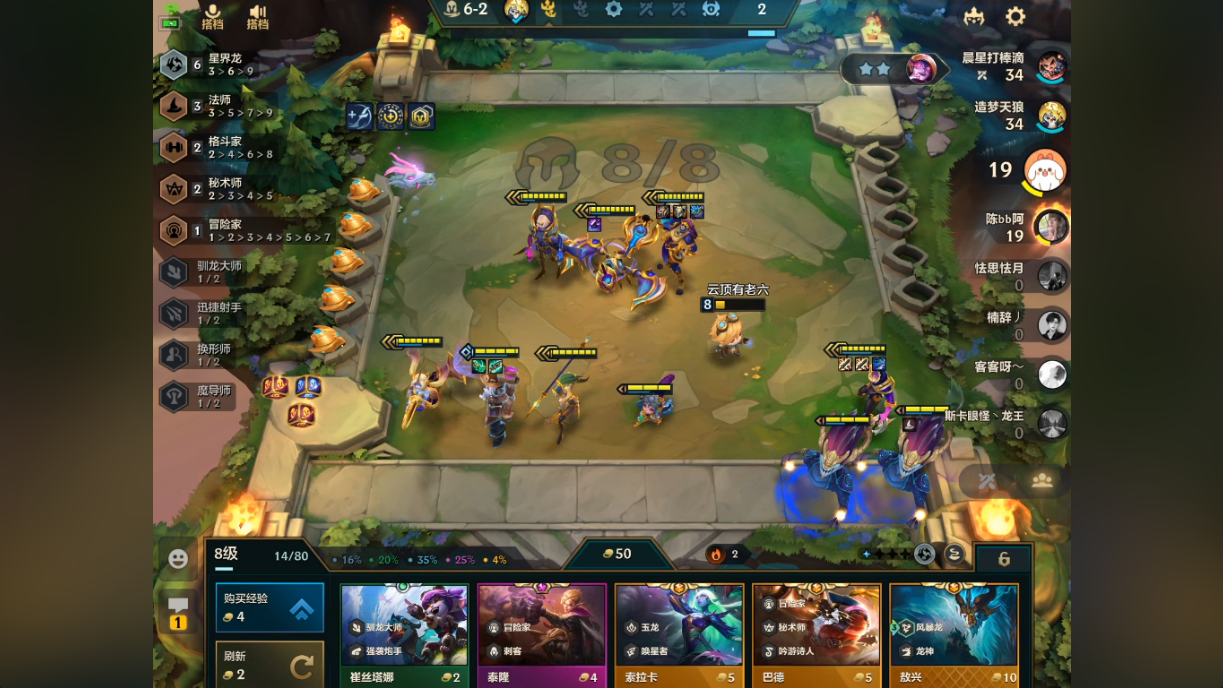 搭档
搭档
6-2
2
6
星界龙
3 > 6 > 9
3
法师
3 > 5 > 7 > 9
2
格斗家
2 > 4 > 6 > 8
2
秘术师
2 > 3 > 4 > 5
1
冒险家
1 > 2 > 3 > 4 > 5 > 6 > 7
驯龙大师
1 / 2
迅捷射手
1 / 2
换形师
1 / 2
魔导师
1 / 2
8/8
云顶有老六
8
晨星打棒滴
34
造梦天狼
34
19
陈bb呵
19
怯思怯月
0
楠辞丿
0
客客呀~
0
斯卡眼怪丶龙王
0
8级
14/80
16%
20%
35%
25%
4%
50
2
1
购买经验
4
刷新
2
驯龙大师
强袭炮手
崔丝塔娜
2
冒险家
刺客
泰隆
4
玉龙
唤星者
索拉卡
5
冒险家
秘术师
吟游诗人
巴德
5
风暴龙
龙神
敖兴
10